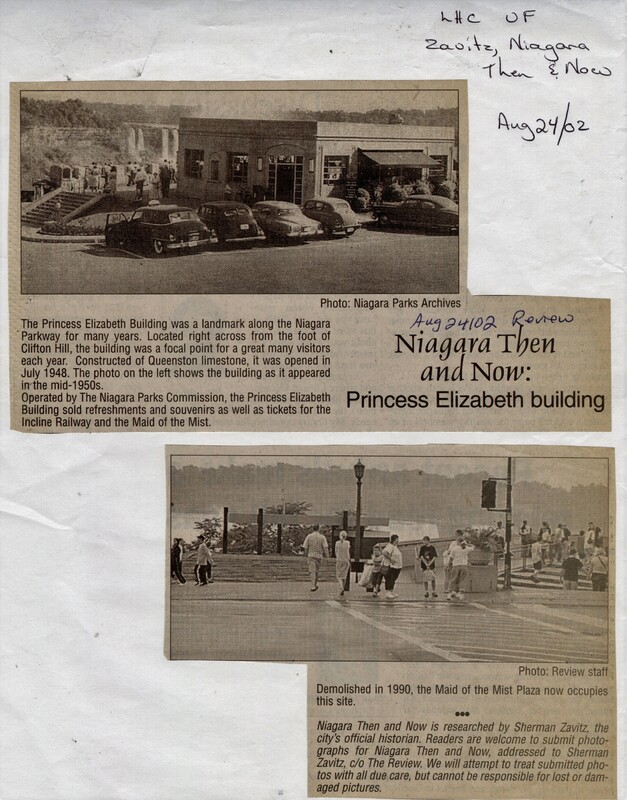 LHC VF
Zavitz, Niagara
Then & Now
Aug 24/02
Photo: Niagara Parks Archives
The Princess Elizabeth Building was a landmark along the Niagara
Parkway for many years. Located right across from the foot of
Clifton Hill, the building was a focal point for a great many visitors
each year. Constructed of Queenston limestone, it was opened in
July 1948. The photo on the left shows the building as it appeared
in the mid-1950s.
Operated by The Niagara Parks Commission, the Princess Elizabeth
Building sold refreshments and souvenirs as well as tickets for the
Incline Railway and the Maid of the Mist.
Aug 24/02 Review
Niagara Then
and Now:
Princess Elizabeth building
Photo: Review staff
Demolished in 1990, the Maid of the Mist Plaza now occupies
this site.
•••
Niagara Then and Now is researched by Sherman Zavitz, the
city's official historian. Readers are welcome to submit photo-
graphs for Niagara Then and Now, addressed to Sherman
Zavitz, c/o The Review. We will attempt to treat submitted pho-
tos with all due care, but cannot be responsible for lost or dam-
aged pictures.